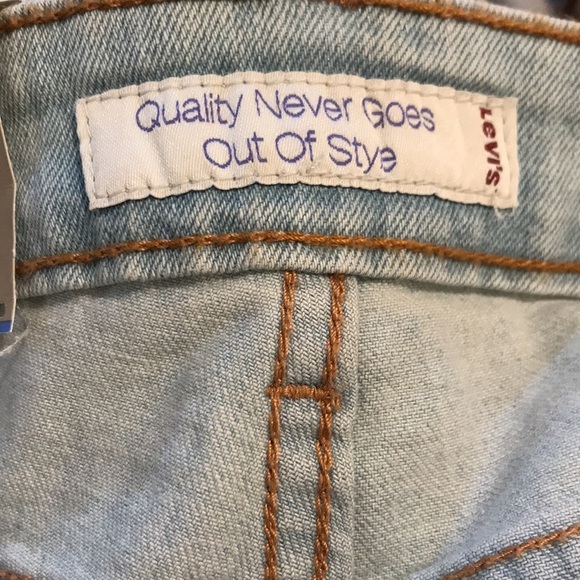 Quality Never Goes
Out Of Stye
LEVI'S